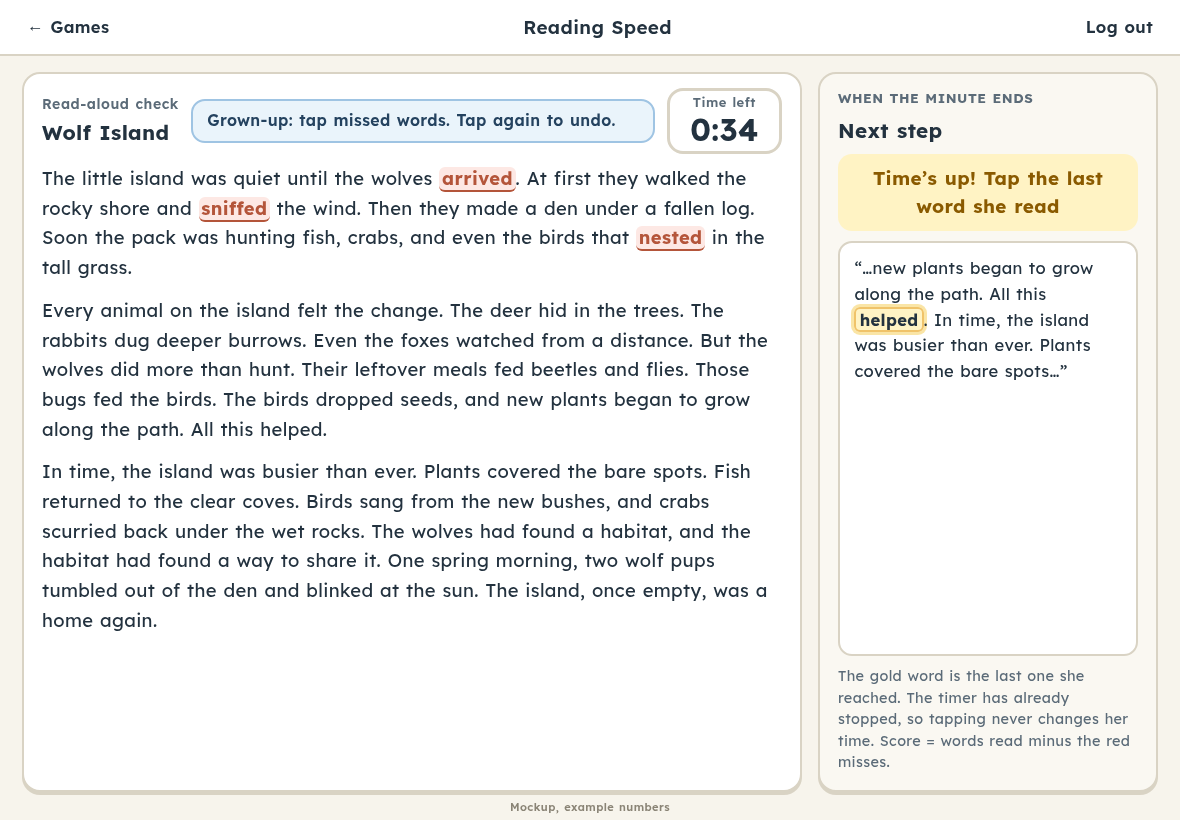 ← Games
Reading Speed
Log out
Read-aloud check
Wolf Island
Grown-up: tap missed words. Tap again to undo.
Time left
0:34
The little island was quiet until the wolves arrived. At first they walked the
rocky shore and sniffed the wind. Then they made a den under a fallen log.
Soon the pack was hunting fish, crabs, and even the birds that nested in the
tall grass.
Every animal on the island felt the change. The deer hid in the trees. The
rabbits dug deeper burrows. Even the foxes watched from a distance. But the
wolves did more than hunt. Their leftover meals fed beetles and flies. Those
bugs fed the birds. The birds dropped seeds, and new plants began to grow
along the path. All this helped.
In time, the island was busier than ever. Plants covered the bare spots. Fish
returned to the clear coves. Birds sang from the new bushes, and crabs
scurried back under the wet rocks. The wolves had found a habitat, and the
habitat had found a way to share it. One spring morning, two wolf pups
tumbled out of the den and blinked at the sun. The island, once empty, was a
home again.
WHEN THE MINUTE ENDS
Next step
Time’s up! Tap the last
word she read
“…new plants began to grow
along the path. All this
helped. In time, the island
was busier than ever. Plants
covered the bare spots…”
The gold word is the last one she
reached. The timer has already
stopped, so tapping never changes her
time. Score = words read minus the red
misses.
Mockup, example numbers